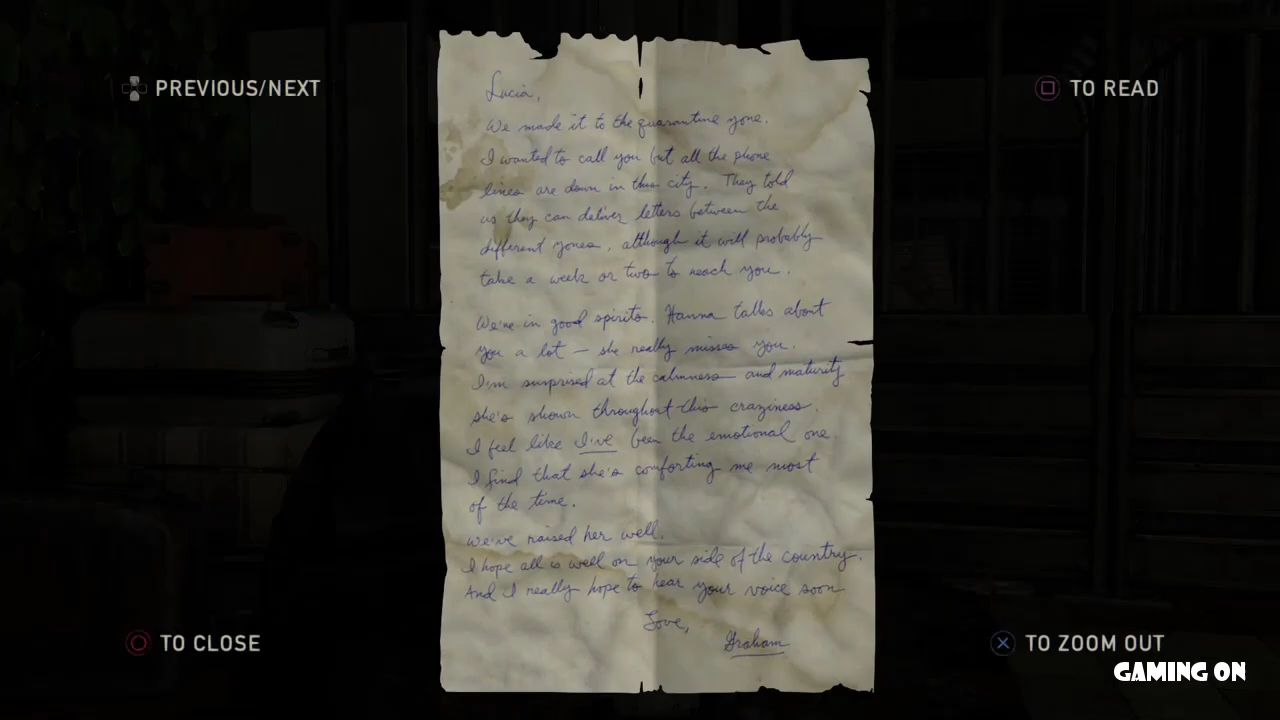 PREVIOUS/NEXT
TO READ
Lucia,
We made it to the quarantine zone.
I wanted to call you but all the phone
lines are down in this city. They told
us they can deliver letters between the
different zones, although it will probably
take a week or two to reach you.
We're in good spirits. Hanna talks about
you a lot — she really misses you.
I'm surprised at the calmness and maturity
she's shown throughout this craziness.
I feel like I've been the emotional one.
I find that she's comforting me most
of the time.
We've raised her well.
I hope all is well on your side of the country.
And I really hope to hear your voice soon
Love,
Graham
TO CLOSE
TO ZOOM OUT
GAMING ON